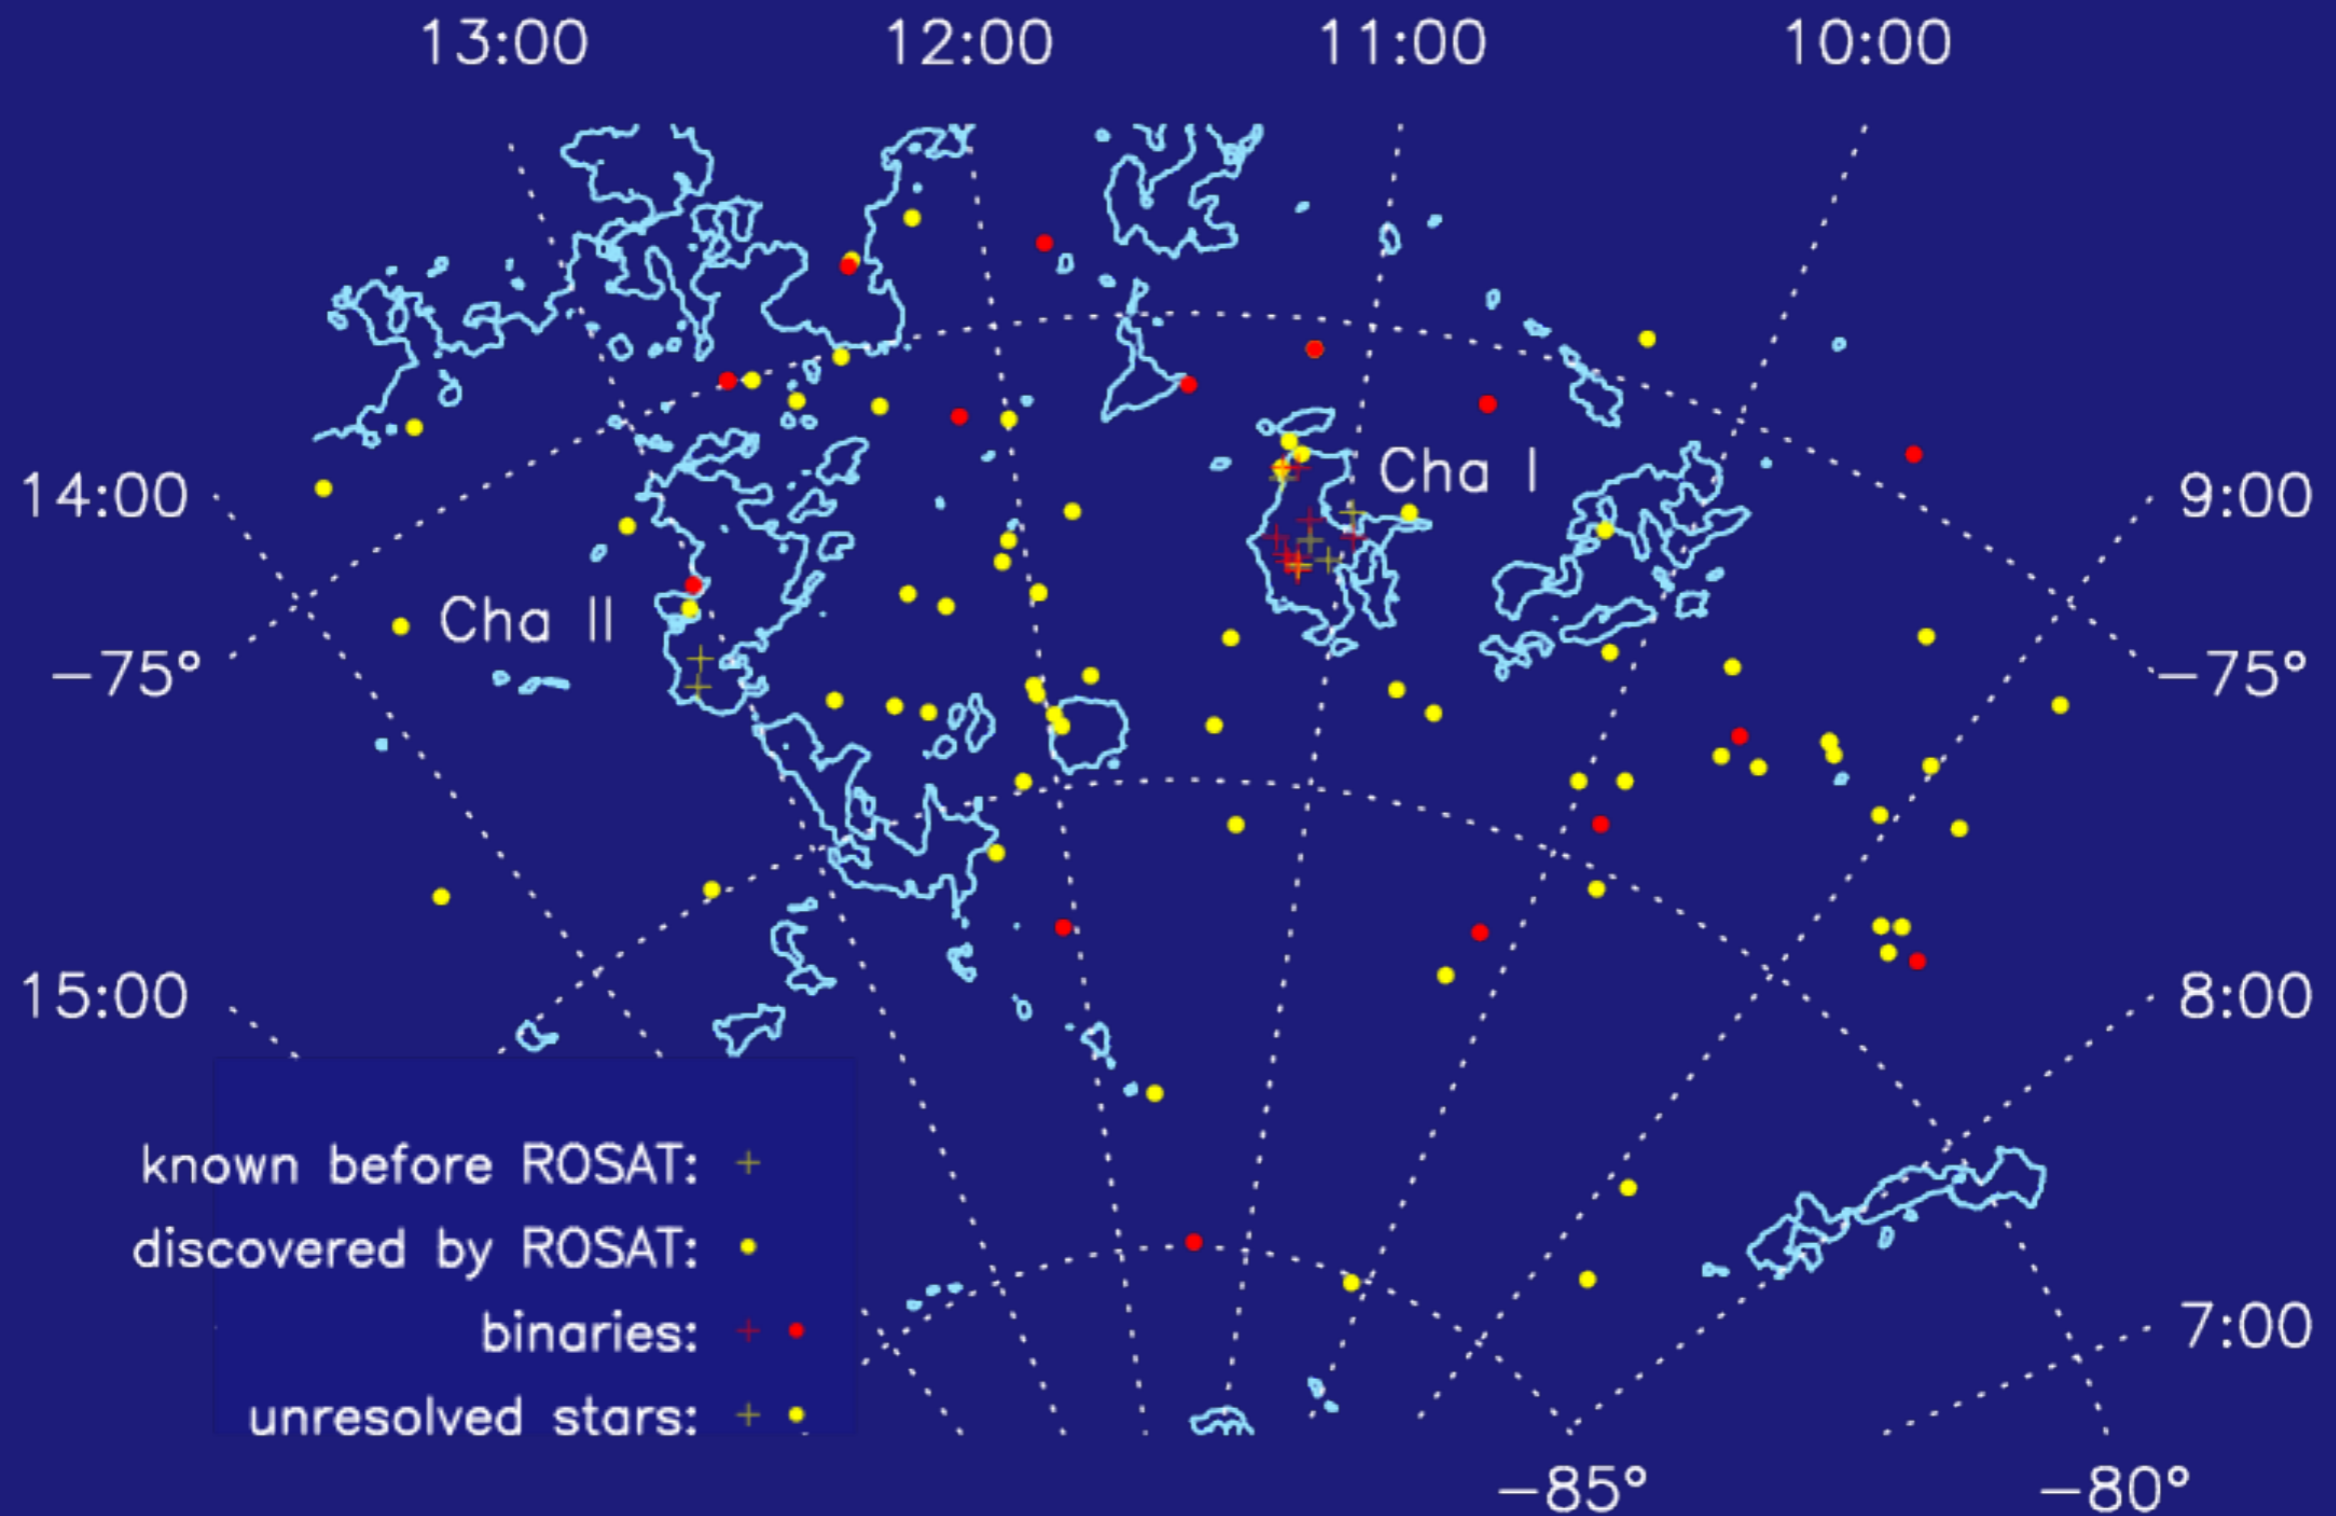 13:00 12:00 11:00 10:00
Cha I
14:00 9:00
Cha II
−75° −75°
15:00 8:00
known before ROSAT:
discovered by ROSAT:
binaries:
7:00
unresolved stars:
−85° −80°